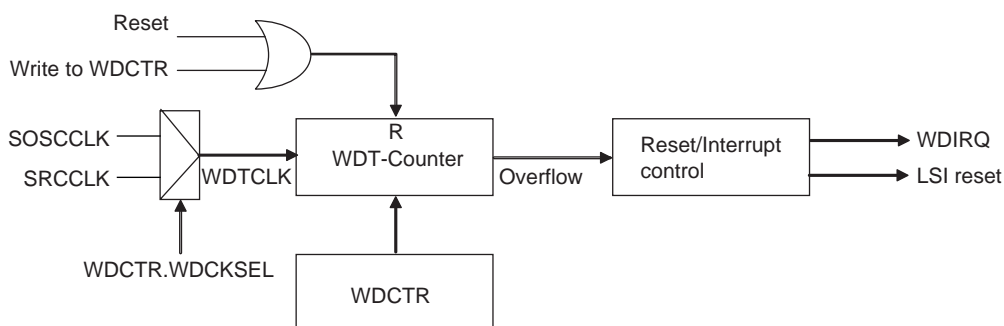 Reset
Write to WDCTR
SOSCCLK
SRCCLK
WDTCLK
WDCTR.WDCKSEL
R
WDT-Counter
Overflow
WDCTR
Reset/Interrupt
control
WDIRQ
LSI reset